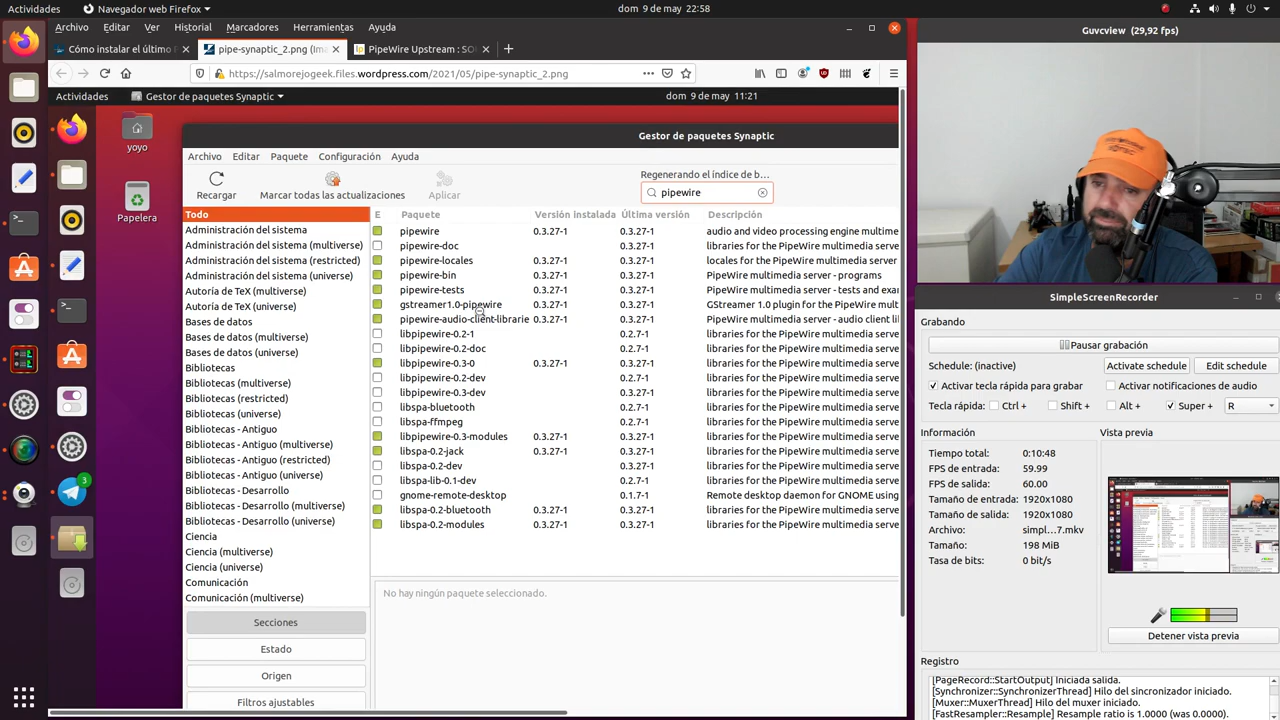 Actividades
Navegador web Firefox
dom 9 de may 22:58
Archivo Editar Ver Historial Marcadores Herramientas Ayuda
Cómo instalar el último P
pipe-synaptic_2.png (Im
PipeWire Upstream : SO
https://salmorejogeek.files.wordpress.com/2021/05/pipe-synaptic_2.png
Actividades
Gestor de paquetes Synaptic
dom 9 de may 11:21
yoyo
Papelera
Gestor de paquetes Synaptic
Archivo Editar Paquete Configuración Ayuda
Recargar
Marcar todas las actualizaciones
Aplicar
Regenerando el índice de b…
pipewire
Todo
Administración del sistema
Administración del sistema (multiverse)
Administración del sistema (restricted)
Administración del sistema (universe)
Autoría de TeX (multiverse)
Autoría de TeX (universe)
Bases de datos
Bases de datos (multiverse)
Bases de datos (universe)
Bibliotecas
Bibliotecas (multiverse)
Bibliotecas (restricted)
Bibliotecas (universe)
Bibliotecas - Antiguo
Bibliotecas - Antiguo (multiverse)
Bibliotecas - Antiguo (restricted)
Bibliotecas - Antiguo (universe)
Bibliotecas - Desarrollo
Bibliotecas - Desarrollo (multiverse)
Bibliotecas - Desarrollo (universe)
Ciencia
Ciencia (multiverse)
Ciencia (universe)
Comunicación
Comunicación (multiverse)
Secciones
Estado
Origen
Filtros ajustables
E Paquete Versión instalada Última versión Descripción
pipewire 0.3.27-1 0.3.27-1 audio and video processing engine multime
pipewire-doc 0.3.27-1 libraries for the PipeWire multimedia serve
pipewire-locales 0.3.27-1 0.3.27-1 locales for the PipeWire multimedia server
pipewire-bin 0.3.27-1 0.3.27-1 PipeWire multimedia server - programs
pipewire-tests 0.3.27-1 0.3.27-1 PipeWire multimedia server - tests and exa
gstreamer1.0-pipewire 0.3.27-1 0.3.27-1 GStreamer 1.0 plugin for the PipeWire mult
pipewire-audio-client-librarie 0.3.27-1 0.3.27-1 PipeWire multimedia server - audio client li
libpipewire-0.2-1 0.2.7-1 libraries for the PipeWire multimedia serve
libpipewire-0.2-doc 0.2.7-1 libraries for the PipeWire multimedia serve
libpipewire-0.3-0 0.3.27-1 0.3.27-1 libraries for the PipeWire multimedia serve
libpipewire-0.2-dev 0.2.7-1 libraries for the PipeWire multimedia serve
libpipewire-0.3-dev 0.3.27-1 libraries for the PipeWire multimedia serve
libspa-bluetooth 0.2.7-1 libraries for the PipeWire multimedia serve
libspa-ffmpeg 0.2.7-1 libraries for the PipeWire multimedia serve
libpipewire-0.3-modules 0.3.27-1 0.3.27-1 libraries for the PipeWire multimedia serve
libspa-0.2-jack 0.3.27-1 0.3.27-1 libraries for the PipeWire multimedia serve
libspa-0.2-dev 0.3.27-1 libraries for the PipeWire multimedia serve
libspa-lib-0.1-dev 0.2.7-1 libraries for the PipeWire multimedia serve
gnome-remote-desktop 0.1.7-1 Remote desktop daemon for GNOME using
libspa-0.2-bluetooth 0.3.27-1 0.3.27-1 libraries for the PipeWire multimedia serve
libspa-0.2-modules 0.3.27-1 0.3.27-1 libraries for the PipeWire multimedia serve
No hay ningún paquete seleccionado.
3
Guvcview (29,92 fps)
SimpleScreenRecorder
Grabando
Pausar grabación
Schedule: (inactive) Activate schedule Edit schedule
Activar tecla rápida para grabar Activar notificaciones de audio
Tecla rápida: Ctrl + Shift + Alt + Super + R
Información
Tiempo total: 0:10:48
FPS de entrada: 59.99
FPS de salida: 60.00
Tamaño de entrada: 1920x1080
Tamaño de salida: 1920x1080
Archivo: simpl…7.mkv
Tamaño: 198 MiB
Tasa de bits: 0 bit/s
Vista previa
Detener vista previa
Registro
[PageRecord::StartOutput] Iniciada salida.
[Synchronizer::SynchronizerThread] Hilo del sincronizador iniciado.
[Muxer::MuxerThread] Hilo del muxer iniciado.
[FastResampler::Resample] Resample ratio is 1.0000 (was 0.0000).